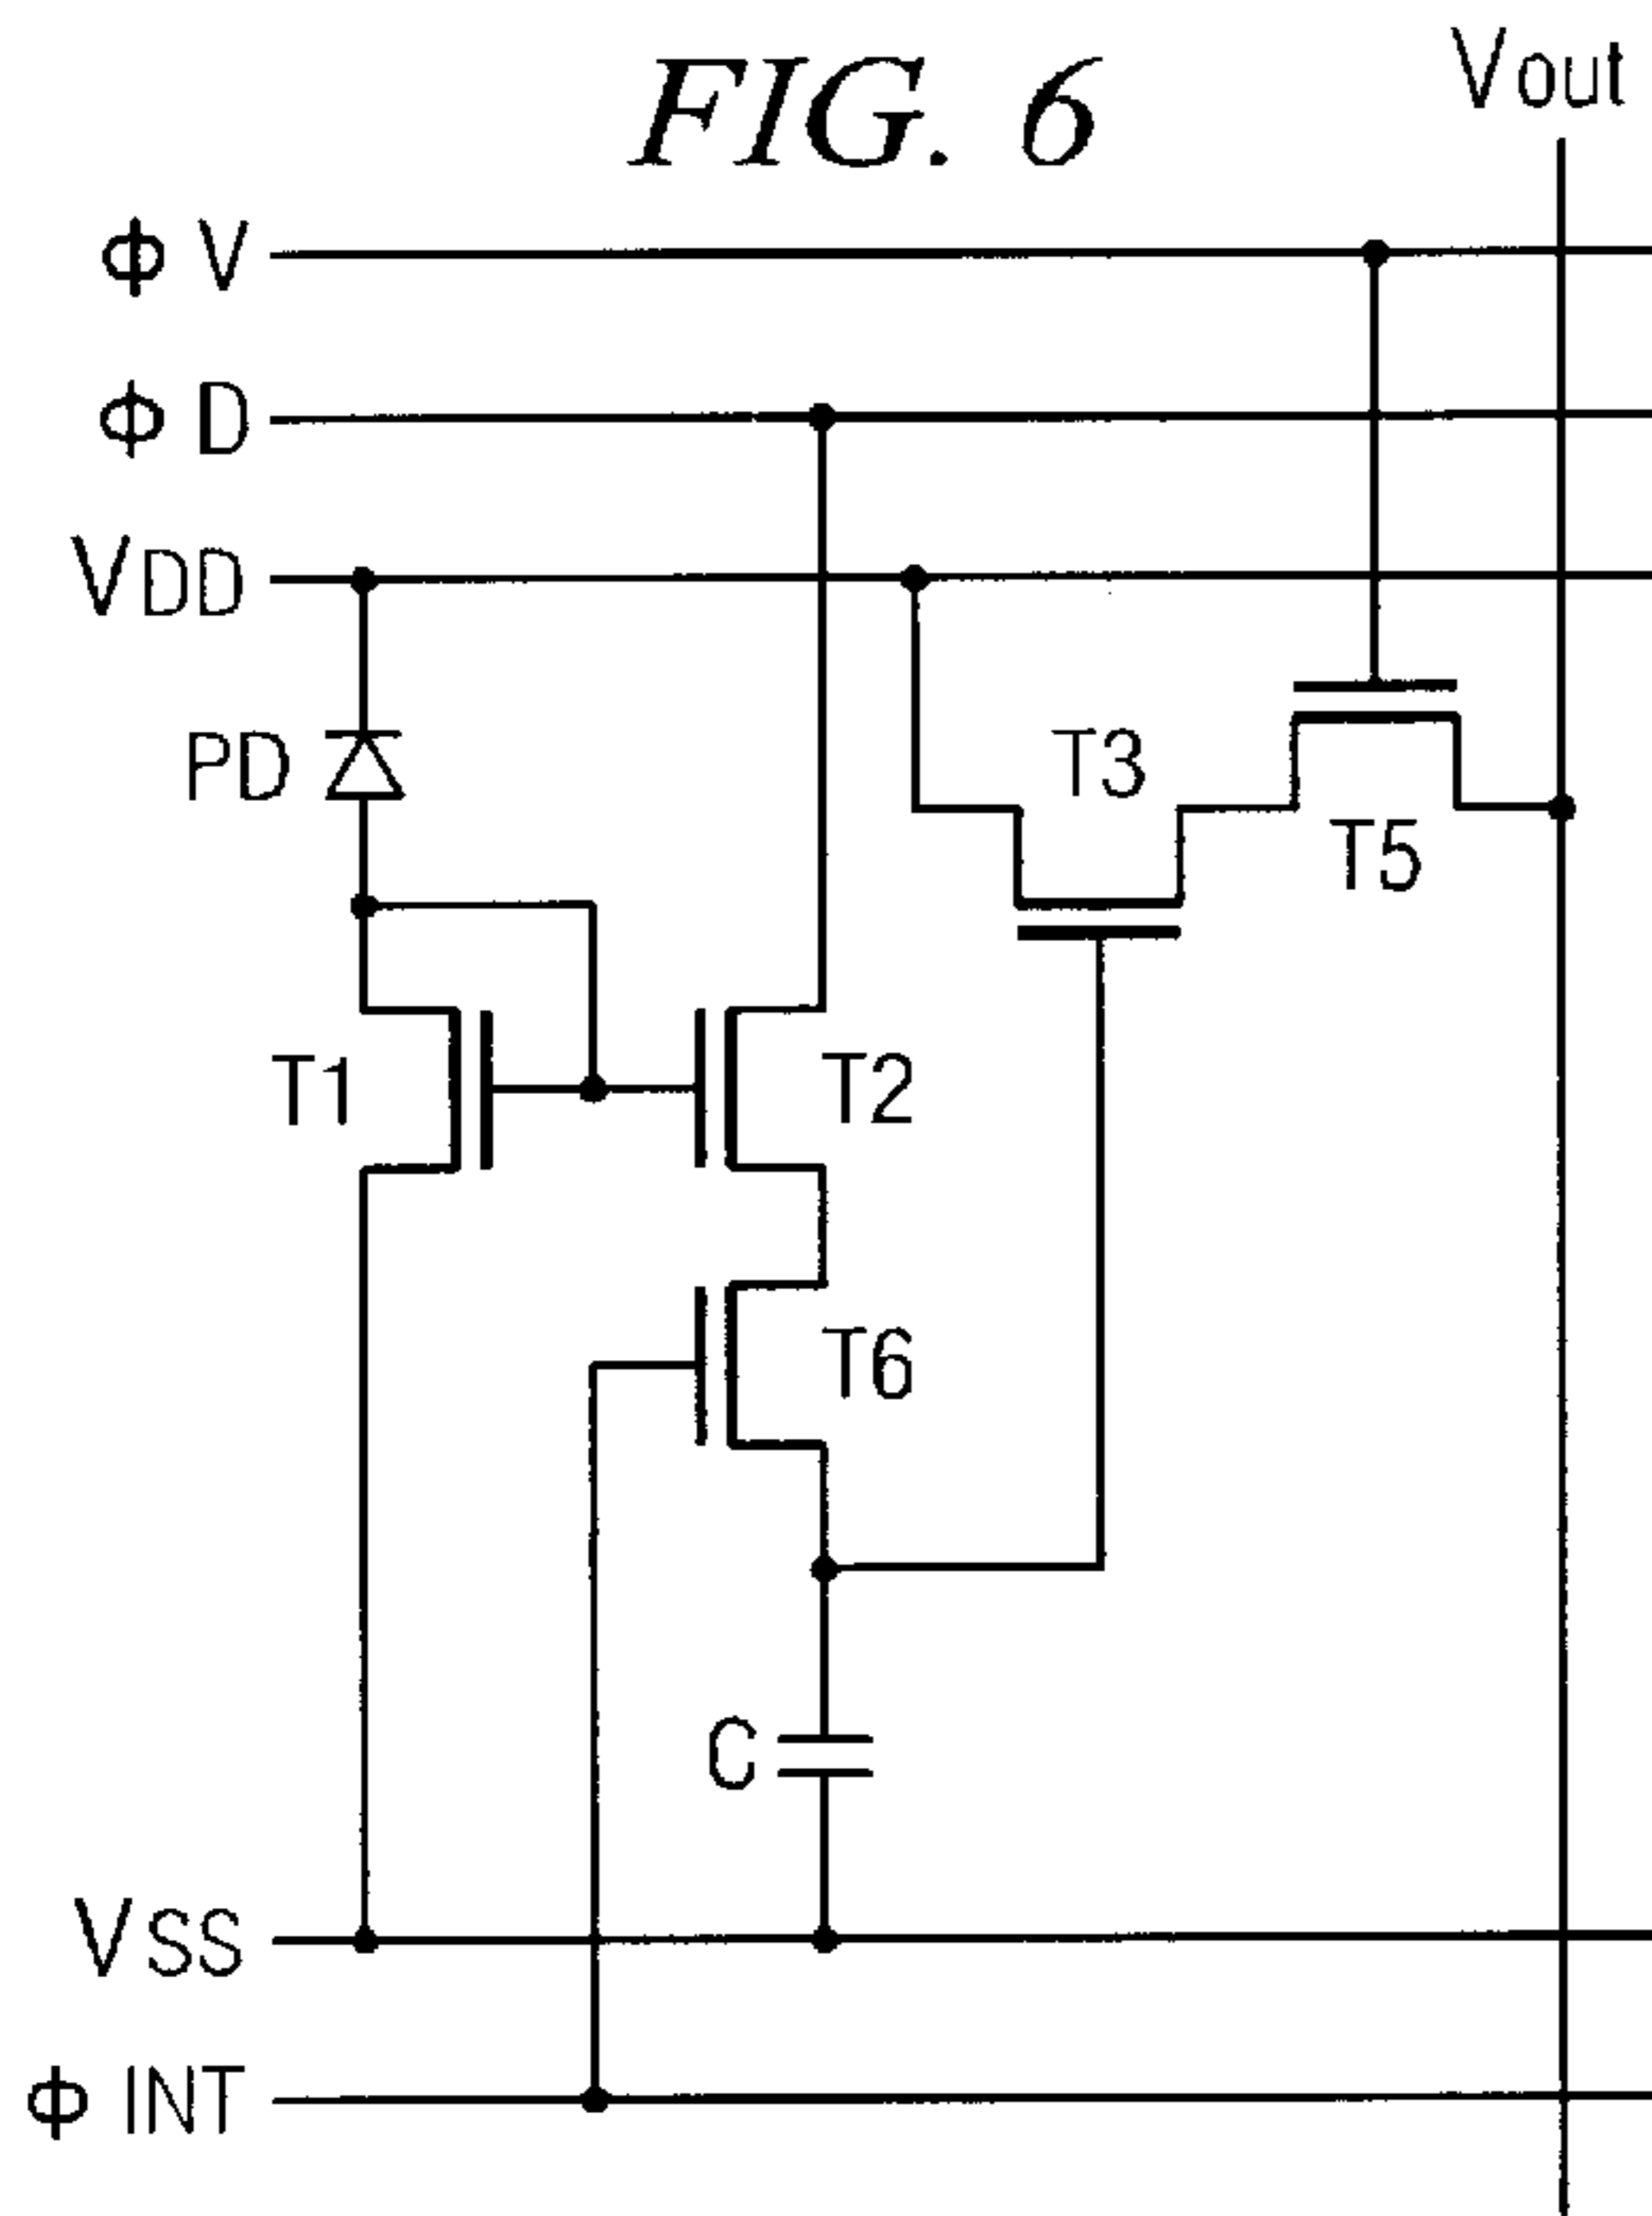 FIG. 6
Vout
Φ V
Φ D
VDD
PD
T3
T5
T1
T2
T6
C
VSS
Φ INT